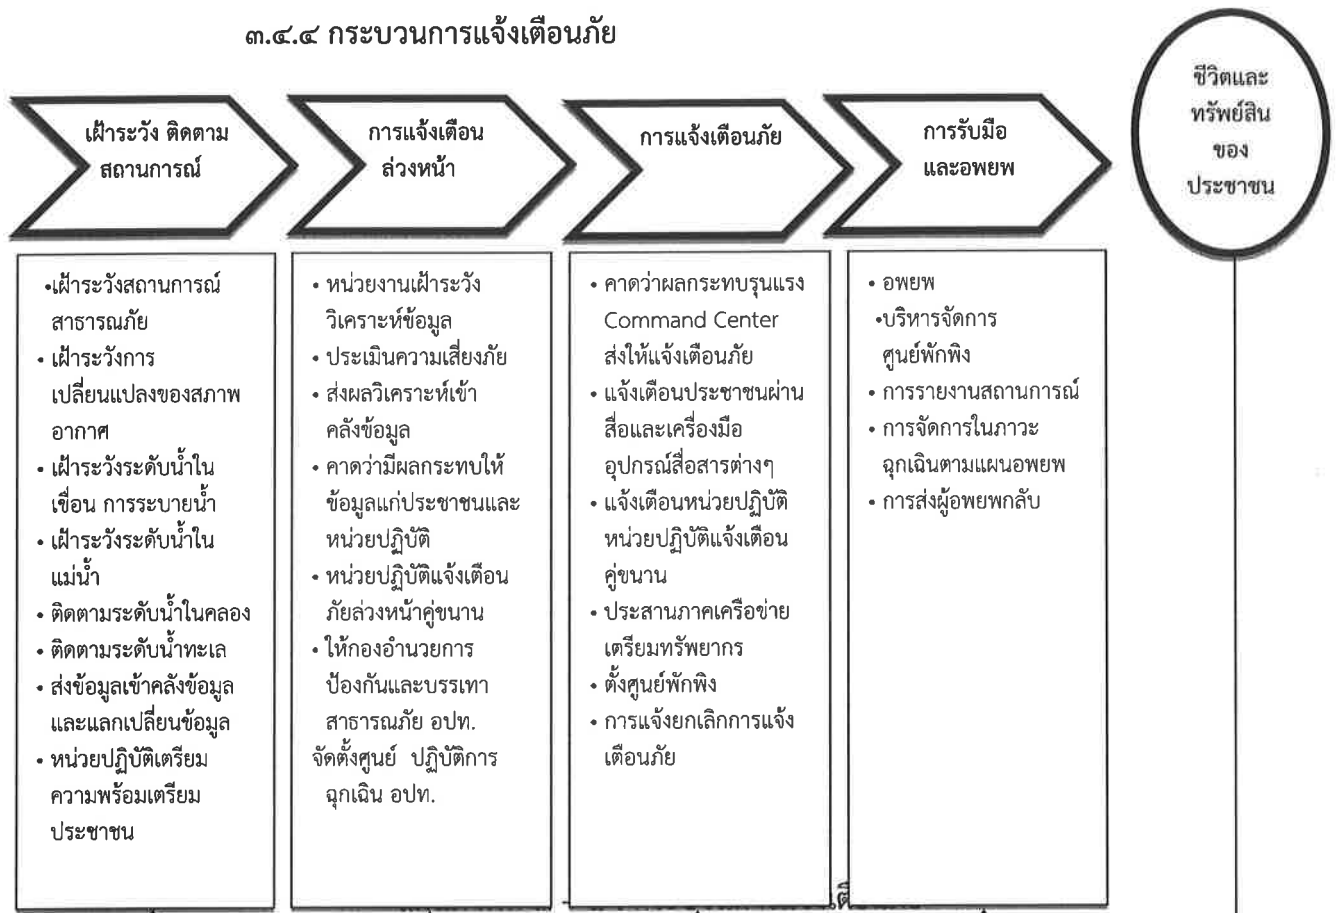 ๓.๔.๔ กระบวนการแจ้งเตือนภัย
เฝ้าระวัง ติดตาม
สถานการณ์
การแจ้งเตือน
ล่วงหน้า
การแจ้งเตือนภัย
การรับมือ
และอพยพ
ชีวิตและ
ทรัพย์สิน
ของ
ประชาชน
•เฝ้าระวังสถานการณ์
สาธารณภัย
• เฝ้าระวังการ
เปลี่ยนแปลงของสภาพ
อากาศ
• เฝ้าระวังระดับน้ำใน
เขื่อน การระบายน้ำ
• เฝ้าระวังระดับน้ำใน
แม่น้ำ
• ติดตามระดับน้ำในคลอง
• ติดตามระดับน้ำทะเล
• ส่งข้อมูลเข้าคลังข้อมูล
และแลกเปลี่ยนข้อมูล
• หน่วยปฏิบัติเตรียม
ความพร้อมเตรียม
ประชาชน
• หน่วยงานเฝ้าระวัง
วิเคราะห์ข้อมูล
• ประเมินความเสี่ยงภัย
• ส่งผลวิเคราะห์เข้า
คลังข้อมูล
• คาดว่ามีผลกระทบให้
ข้อมูลแก่ประชาชนและ
หน่วยปฏิบัติ
• หน่วยปฏิบัติแจ้งเตือน
ภัยล่วงหน้าคู่ขนาน
• ให้กองอำนวยการ
ป้องกันและบรรเทา
สาธารณภัย อปท.
จัดตั้งศูนย์ ปฏิบัติการ
ฉุกเฉิน อปท.
• คาดว่าผลกระทบรุนแรง
Command Center
ส่งให้แจ้งเตือนภัย
• แจ้งเตือนประชาชนผ่าน
สื่อและเครื่องมือ
อุปกรณ์สื่อสารต่างๆ
• แจ้งเตือนหน่วยปฏิบัติ
หน่วยปฏิบัติแจ้งเตือน
คู่ขนาน
• ประสานภาคเครือข่าย
เตรียมทรัพยากร
• ตั้งศูนย์พักพิง
• การแจ้งยกเลิกการแจ้ง
เตือนภัย
• อพยพ
•บริหารจัดการ
ศูนย์พักพิง
• การรายงานสถานการณ์
• การจัดการในภาวะ
ฉุกเฉินตามแผนอพยพ
• การส่งผู้อพยพกลับ